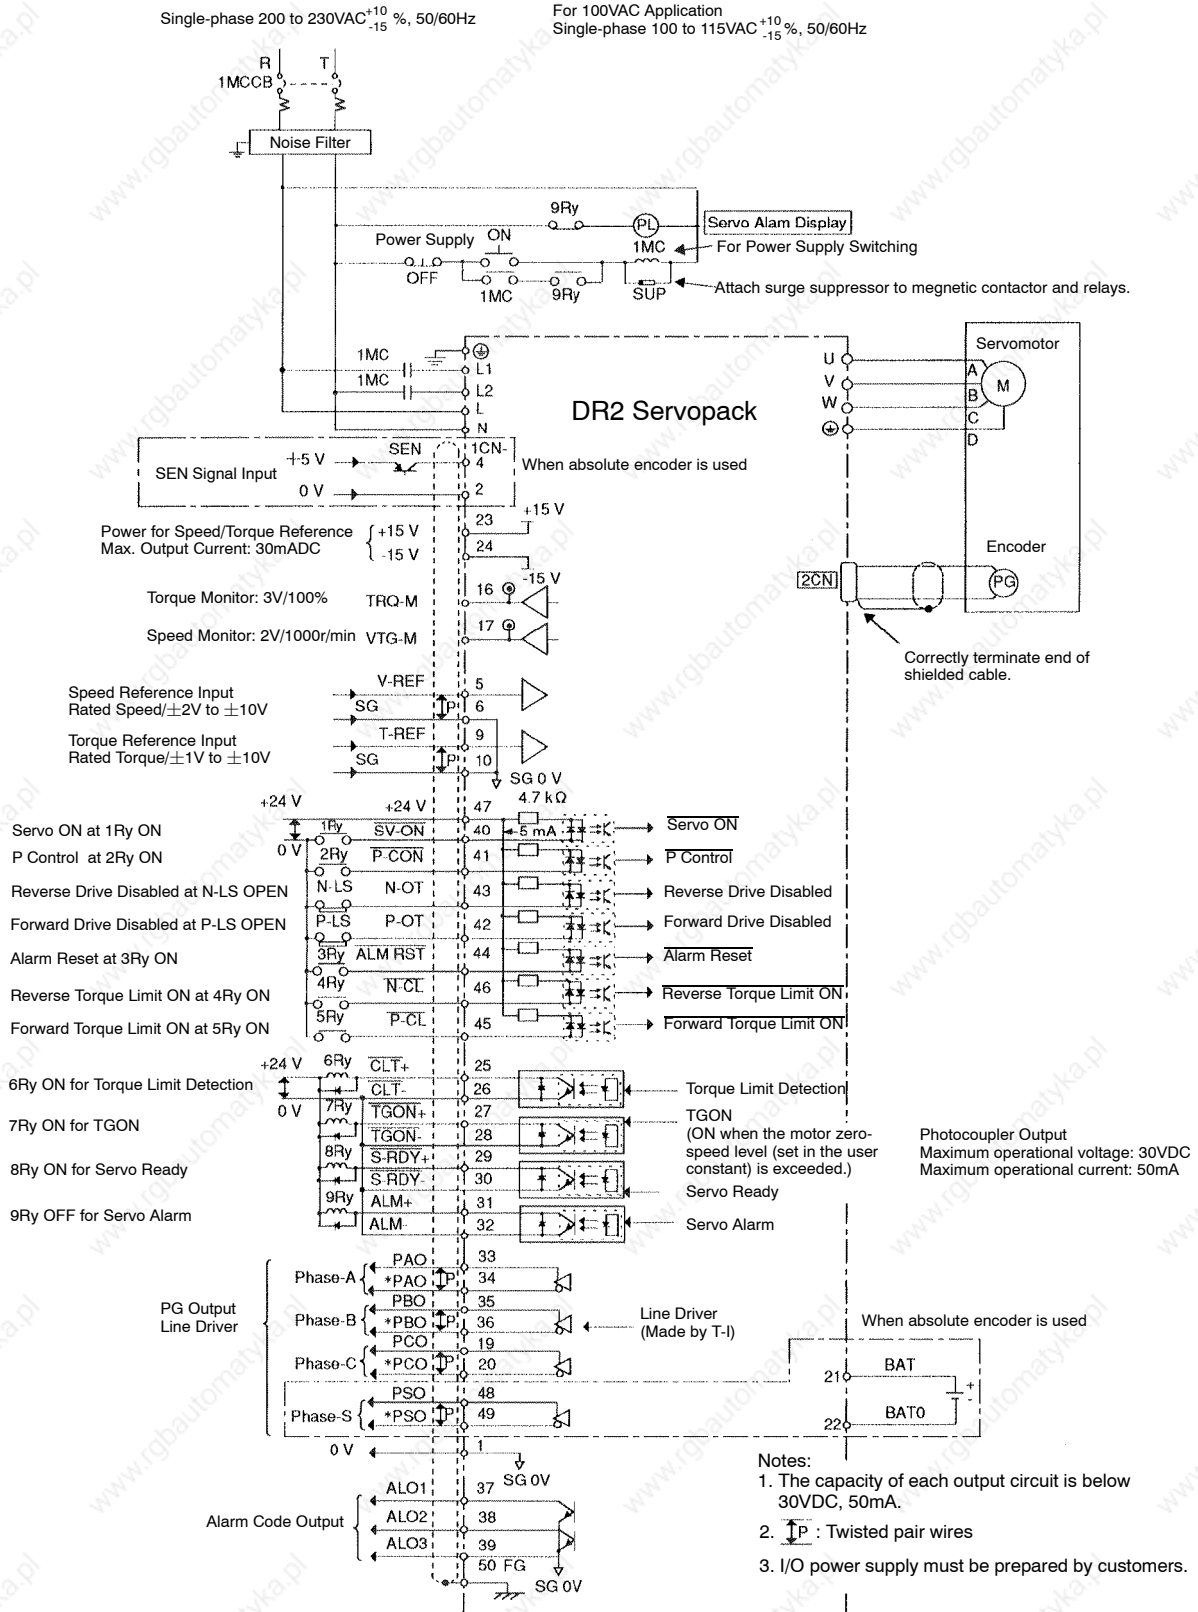 Single-phase 200 to 230VAC +10 -15 %, 50/60Hz
For 100VAC Application
Single-phase 100 to 115VAC +10 -15 %, 50/60Hz
R T
1MCCB
Noise Filter
9Ry PL Servo Alam Display
Power Supply ON 1MC For Power Supply Switching
OFF
1MC 9Ry SUP Attach surge suppressor to megnetic contactor and relays.
1MC L1
1MC L2
L
N
DR2 Servopack
U
V
W
Servomotor
A
B
C
D
M
SEN Signal Input
+5 V SEN 1CN-
4
0 V 2
When absolute encoder is used
Power for Speed/Torque Reference
Max. Output Current: 30mADC
+15 V 23 +15 V
-15 V 24 -15 V
Encoder
2CN PG
Correctly terminate end of
shielded cable.
Torque Monitor: 3V/100% TRQ-M 16
Speed Monitor: 2V/1000r/min VTG-M 17
Speed Reference Input
Rated Speed/±2V to ±10V
V-REF 5
SG P 6
Torque Reference Input
Rated Torque/±1V to ±10V
T-REF 9
SG P 10
SG 0 V
+24 V +24 V 47 4.7 kΩ
Servo ON at 1Ry ON 0 V 1Ry SV-ON 40 5 mA Servo ON
P Control at 2Ry ON 2Ry P-CON 41 P Control
Reverse Drive Disabled at N-LS OPEN N-LS N-OT 43 Reverse Drive Disabled
Forward Drive Disabled at P-LS OPEN P-LS P-OT 42 Forward Drive Disabled
Alarm Reset at 3Ry ON 3Ry ALM RST 44 Alarm Reset
Reverse Torque Limit ON at 4Ry ON 4Ry N-CL 46 Reverse Torque Limit ON
Forward Torque Limit ON at 5Ry ON 5Ry P-CL 45 Forward Torque Limit ON
+24 V 6Ry CLT+ 25
6Ry ON for Torque Limit Detection CLT- 26 Torque Limit Detection
0 V 7Ry TGON+ 27
7Ry ON for TGON TGON- 28
TGON
(ON when the motor zero-
speed level (set in the user
constant) is exceeded.)
Photocoupler Output
Maximum operational voltage: 30VDC
Maximum operational current: 50mA
8Ry S-RDY+ 29
8Ry ON for Servo Ready S-RDY- 30 Servo Ready
9Ry ALM+ 31
9Ry OFF for Servo Alarm ALM- 32 Servo Alarm
PG Output
Line Driver
Phase-A PAO 33
*PAO P 34
Phase-B PBO 35
*PBO P 36
Phase-C PCO 19
*PCO P 20
Phase-S PSO 48
*PSO P 49
Line Driver
(Made by T-I)
When absolute encoder is used
21 BAT
+
-
22 BAT0
0 V 1
SG 0V
Alarm Code Output
ALO1 37
ALO2 38
ALO3 39
50 FG
SG 0V
Notes:
1. The capacity of each output circuit is below
30VDC, 50mA.
2. P : Twisted pair wires
3. I/O power supply must be prepared by customers.
www.rgbautomatyka.pl